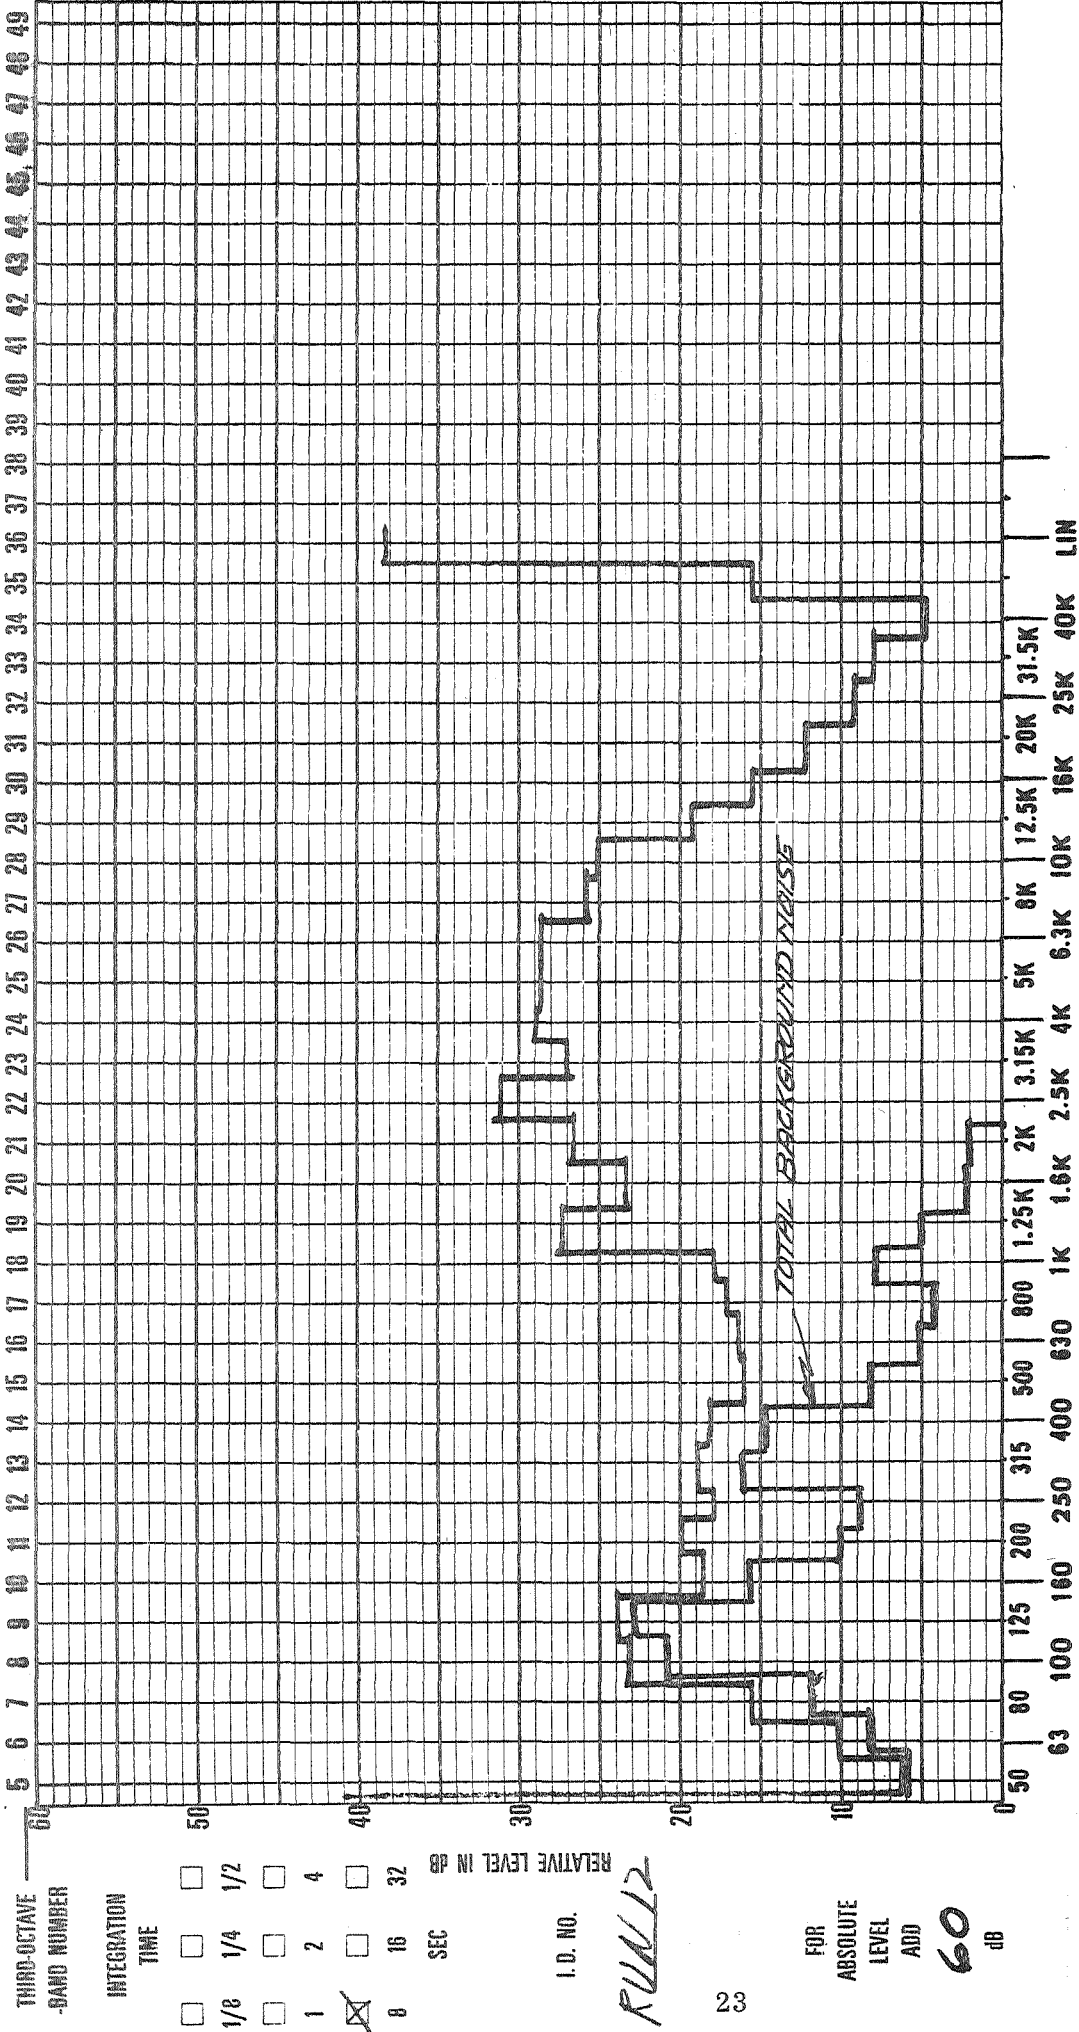 THIRD-OCTAVE
-BAND NUMBER
5 6 7 8 9 10 11 12 13 14 15 16 17 18 19 20 21 22 23 24 25 26 27 28 29 30 31 32 33 34 35 36 37 38 39 40 41 42 43 44 45 46 47 48 49
INTEGRATION
TIME
1/8 1/4 1/2
1 2 4
8 16 32
SEC
RELATIVE LEVEL IN dB
60
50
40
30
20
10
0
I.D. NO.
RUN 12
FOR
ABSOLUTE
LEVEL
ADD
60
dB
TOTAL BACKGROUND NOISE
50 80 125 200 315 500 800 1.25K 2K 3.15K 5K 8K 12.5K 20K 31.5K
63 100 160 250 400 630 1K 1.6K 2.5K 4K 6.3K 10K 16K 25K 40K LIN
23